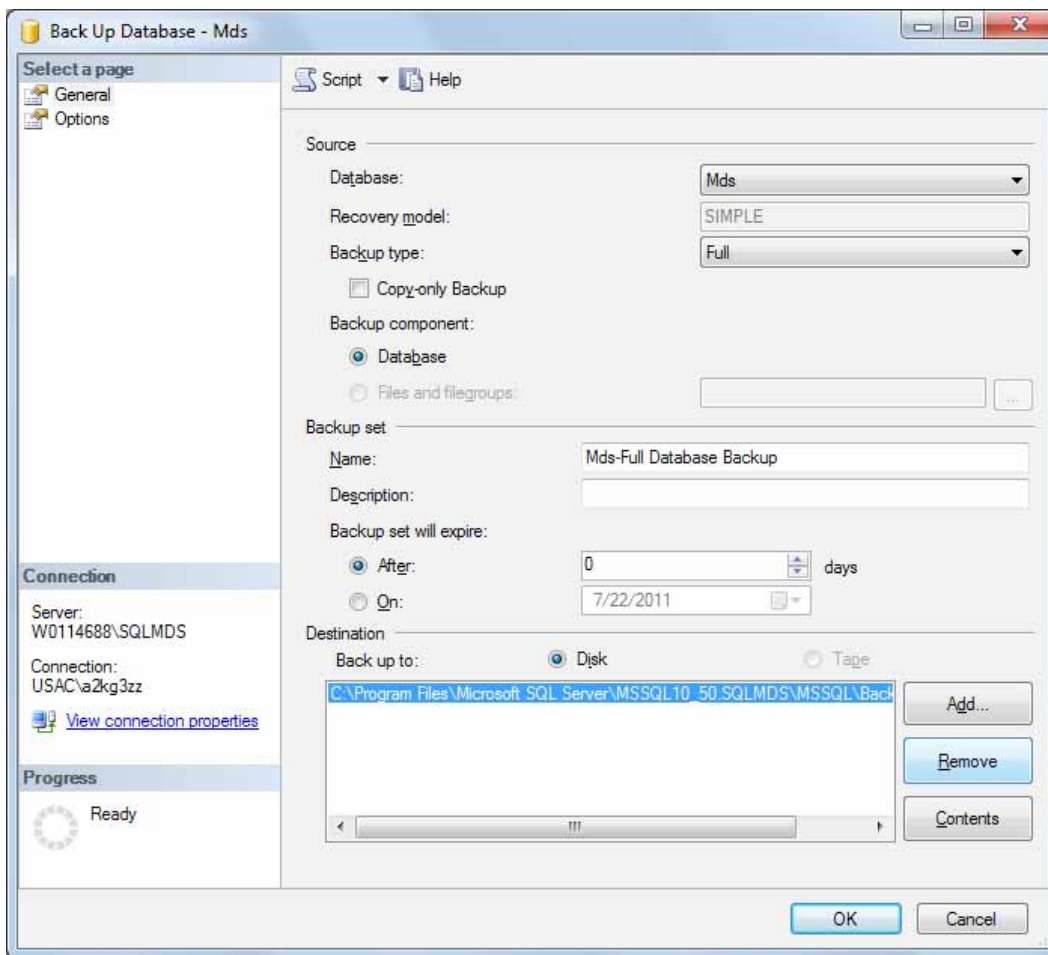 Back Up Database - Mds
Select a page
General
Options
Script Help
Source
Database: Mds
Recovery model: SIMPLE
Backup type: Full
Copy-only Backup
Backup component:
Database
Files and filegroups: ...
Backup set
Name: Mds-Full Database Backup
Description:
Backup set will expire:
After: 0 days
On: 7/22/2011
Destination
Back up to: Disk Tape
C:\Program Files\Microsoft SQL Server\MSSQL10_50.SQLMDS\MSSQL\Back
Add...
Remove
Contents
Connection
Server:
W0114688\SQLMDS
Connection:
USAC\a2kg3zz
View connection properties
Progress
Ready
OK Cancel